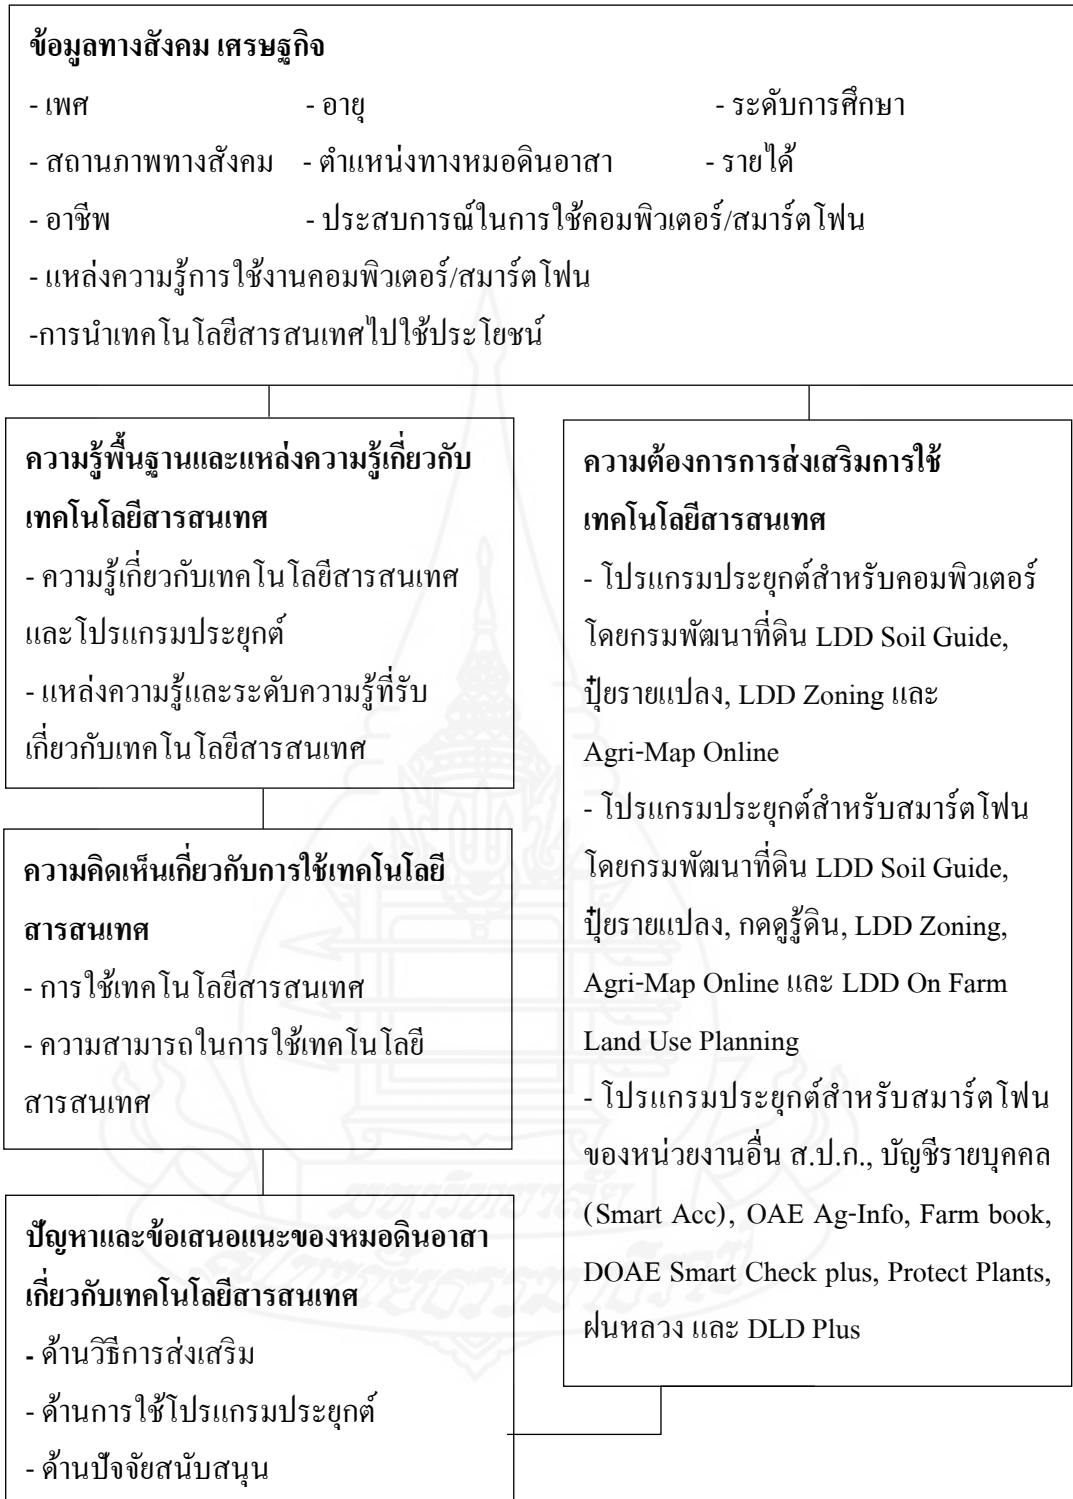 ข้อมูลทางสังคม เศรษฐกิจ
- เพศ - อายุ - ระดับการศึกษา
- สถานภาพทางสังคม - ตำแหน่งทางหมอดินอาสา - รายได้
- อาชีพ - ประสบการณ์ในการใช้คอมพิวเตอร์/สมาร์ตโฟน
- แหล่งความรู้การใช้งานคอมพิวเตอร์/สมาร์ตโฟน
-การนำเทคโนโลยีสารสนเทศไปใช้ประโยชน์
ความรู้พื้นฐานและแหล่งความรู้เกี่ยวกับ
เทคโนโลยีสารสนเทศ
- ความรู้เกี่ยวกับเทคโนโลยีสารสนเทศ
และโปรแกรมประยุกต์
- แหล่งความรู้และระดับความรู้ที่รับ
เกี่ยวกับเทคโนโลยีสารสนเทศ
ความคิดเห็นเกี่ยวกับการใช้เทคโนโลยี
สารสนเทศ
- การใช้เทคโนโลยีสารสนเทศ
- ความสามารถในการใช้เทคโนโลยี
สารสนเทศ
ปัญหาและข้อเสนอแนะของหมอดินอาสา
เกี่ยวกับเทคโนโลยีสารสนเทศ
- ด้านวิธีการส่งเสริม
- ด้านการใช้โปรแกรมประยุกต์
- ด้านปัจจัยสนับสนุน
ความต้องการการส่งเสริมการใช้
เทคโนโลยีสารสนเทศ
- โปรแกรมประยุกต์สำหรับคอมพิวเตอร์
โดยกรมพัฒนาที่ดิน LDD Soil Guide,
ปุ๋ยรายแปลง, LDD Zoning และ
Agri-Map Online
- โปรแกรมประยุกต์สำหรับสมาร์ตโฟน
โดยกรมพัฒนาที่ดิน LDD Soil Guide,
ปุ๋ยรายแปลง, กดดูรู้ดิน, LDD Zoning,
Agri-Map Online และ LDD On Farm
Land Use Planning
- โปรแกรมประยุกต์สำหรับสมาร์ตโฟน
ของหน่วยงานอื่น ส.ป.ก., บัญชีรายบุคคล
(Smart Acc), OAE Ag-Info, Farm book,
DOAE Smart Check plus, Protect Plants,
ฝนหลวง และ DLD Plus
มหาวิทยาลัย
สุโขทัยธรรมาธิราช